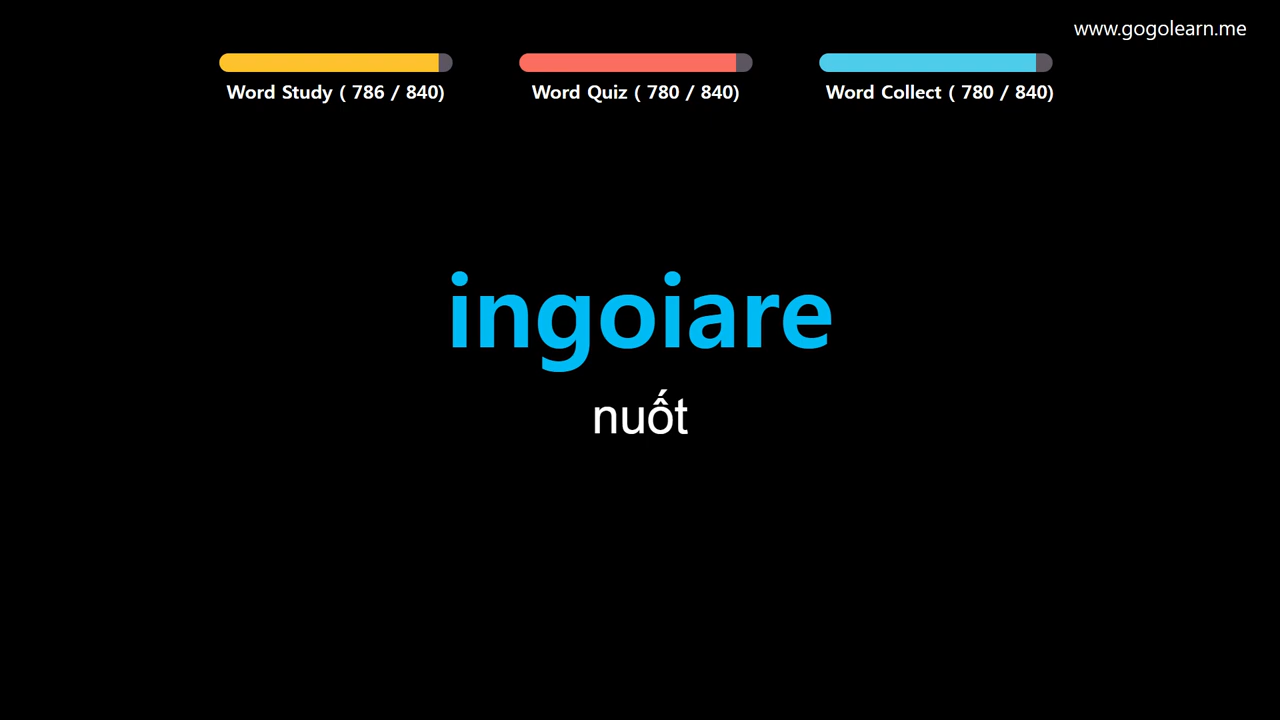 www.gogolearn.me
Word Study ( 786 / 840)
Word Quiz ( 780 / 840)
Word Collect ( 780 / 840)
ingoiare
nuốt